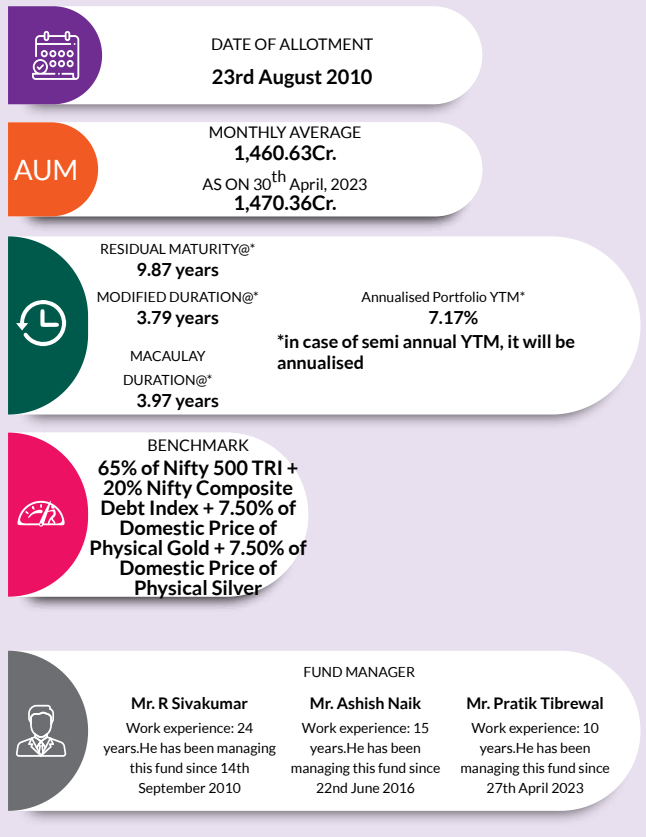 DATE OF ALLOTMENT
23rd August 2010
AUM
MONTHLY AVERAGE
1,460.63Cr.
AS ON 30th April, 2023
1,470.36Cr.
RESIDUAL MATURITY@*
9.87 years
MODIFIED DURATION@*
3.79 years
MACAULAY
DURATION@*
3.97 years
Annualised Portfolio YTM*
7.17%
*in case of semi annual YTM, it will be
annualised
BENCHMARK
65% of Nifty 500 TRI +
20% Nifty Composite
Debt Index + 7.50% of
Domestic Price of
Physical Gold + 7.50% of
Domestic Price of
Physical Silver
FUND MANAGER
Mr. R Sivakumar
Work experience: 24
years.He has been managing
this fund since 14th
September 2010
Mr. Ashish Naik
Work experience: 15
years.He has been
managing this fund since
22nd June 2016
Mr. Pratik Tibrewal
Work experience: 10
years.He has been
managing this fund since
27th April 2023